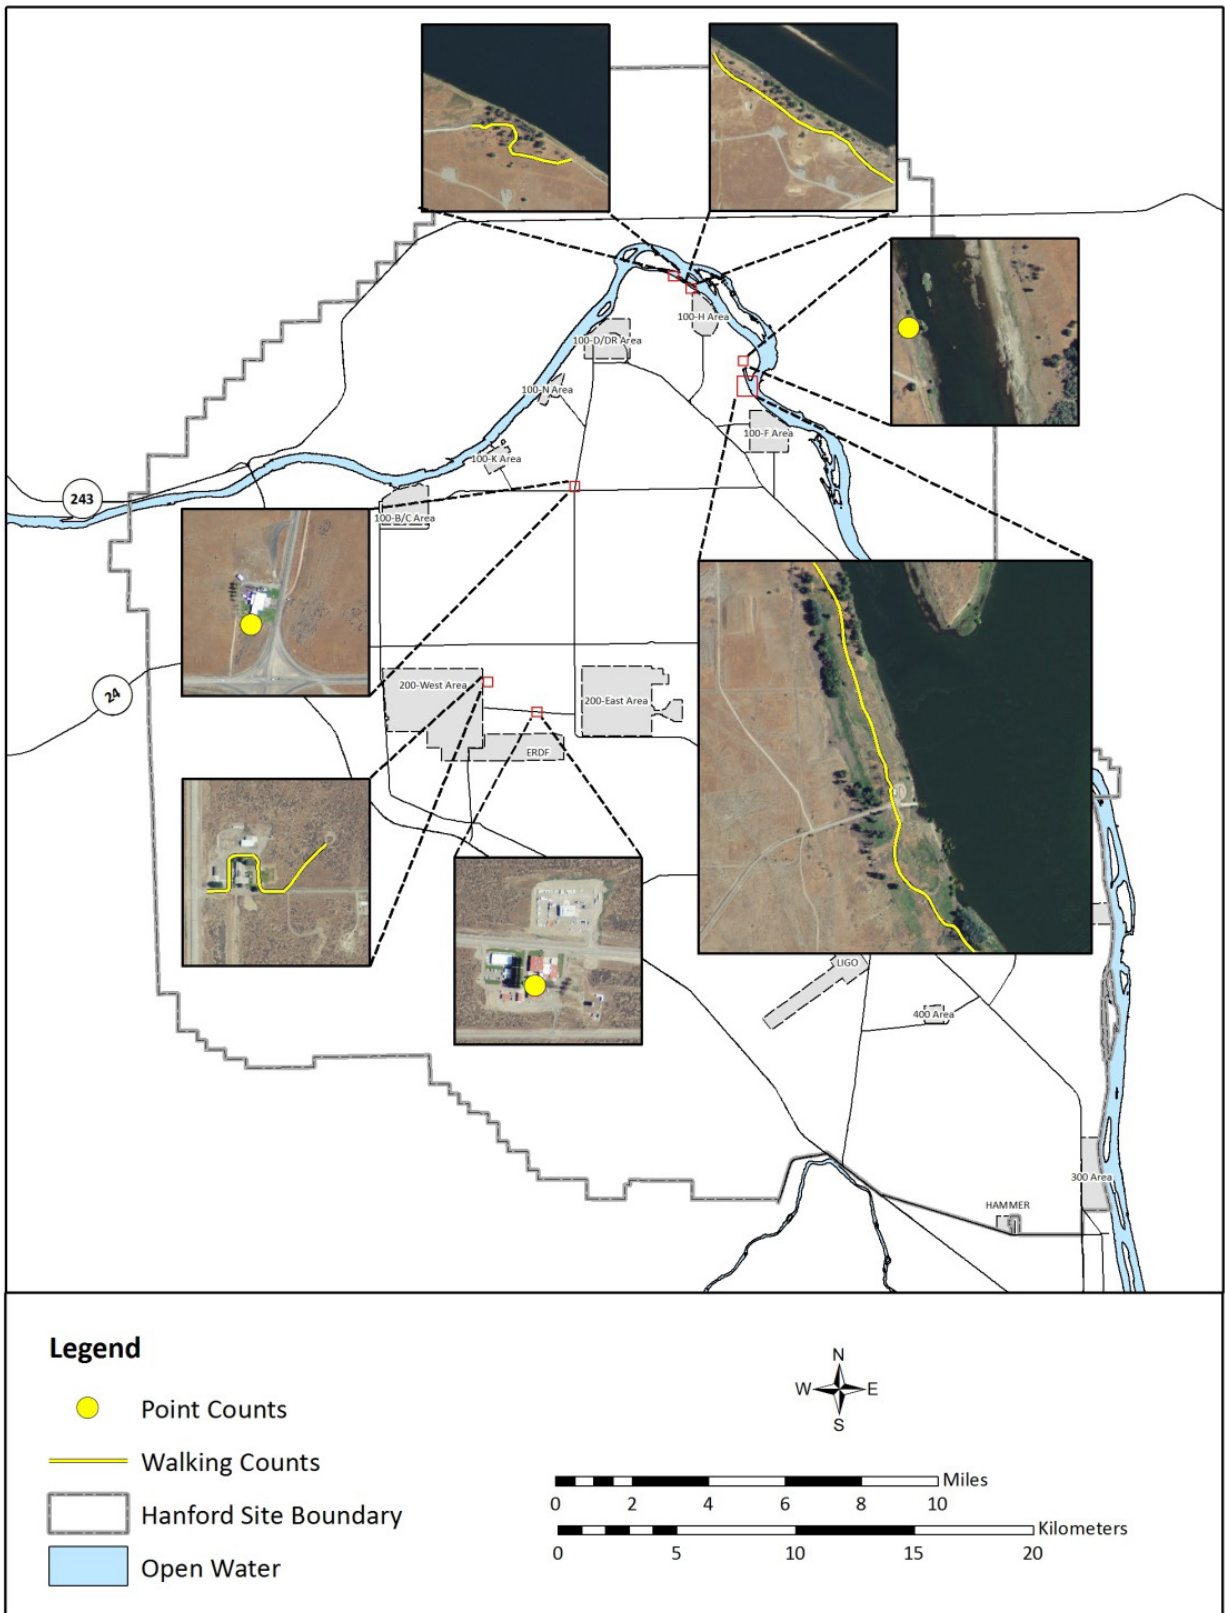 100-H Area
100-D/DR Area
100-N Area
100-F Area
100-K Area
243
100-B/C Area
200-West Area
24
200-East Area
ERDF
LIGO
400 Area
300 Area
HAMMER
Legend
Point Counts
Walking Counts
Hanford Site Boundary
Open Water
N
W E
S
Miles
0 2 4 6 8 10
Kilometers
0 5 10 15 20